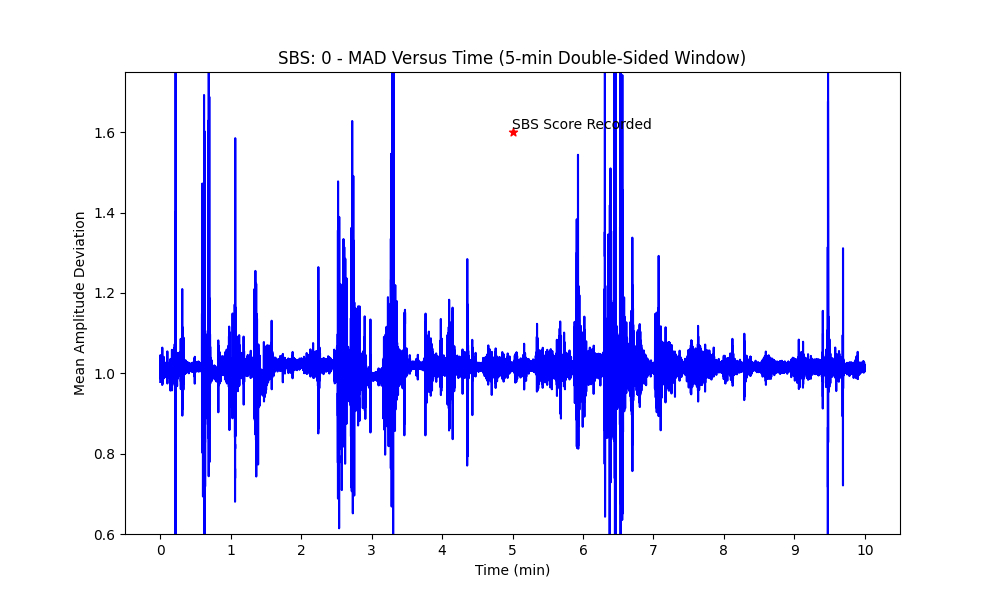 SBS: 0 - MAD Versus Time (5-min Double-Sided Window)
SBS Score Recorded
Mean Amplitude Deviation
1.6
1.4
1.2
1.0
0.8
0.6
0 1 2 3 4 5 6 7 8 9 10
Time (min)